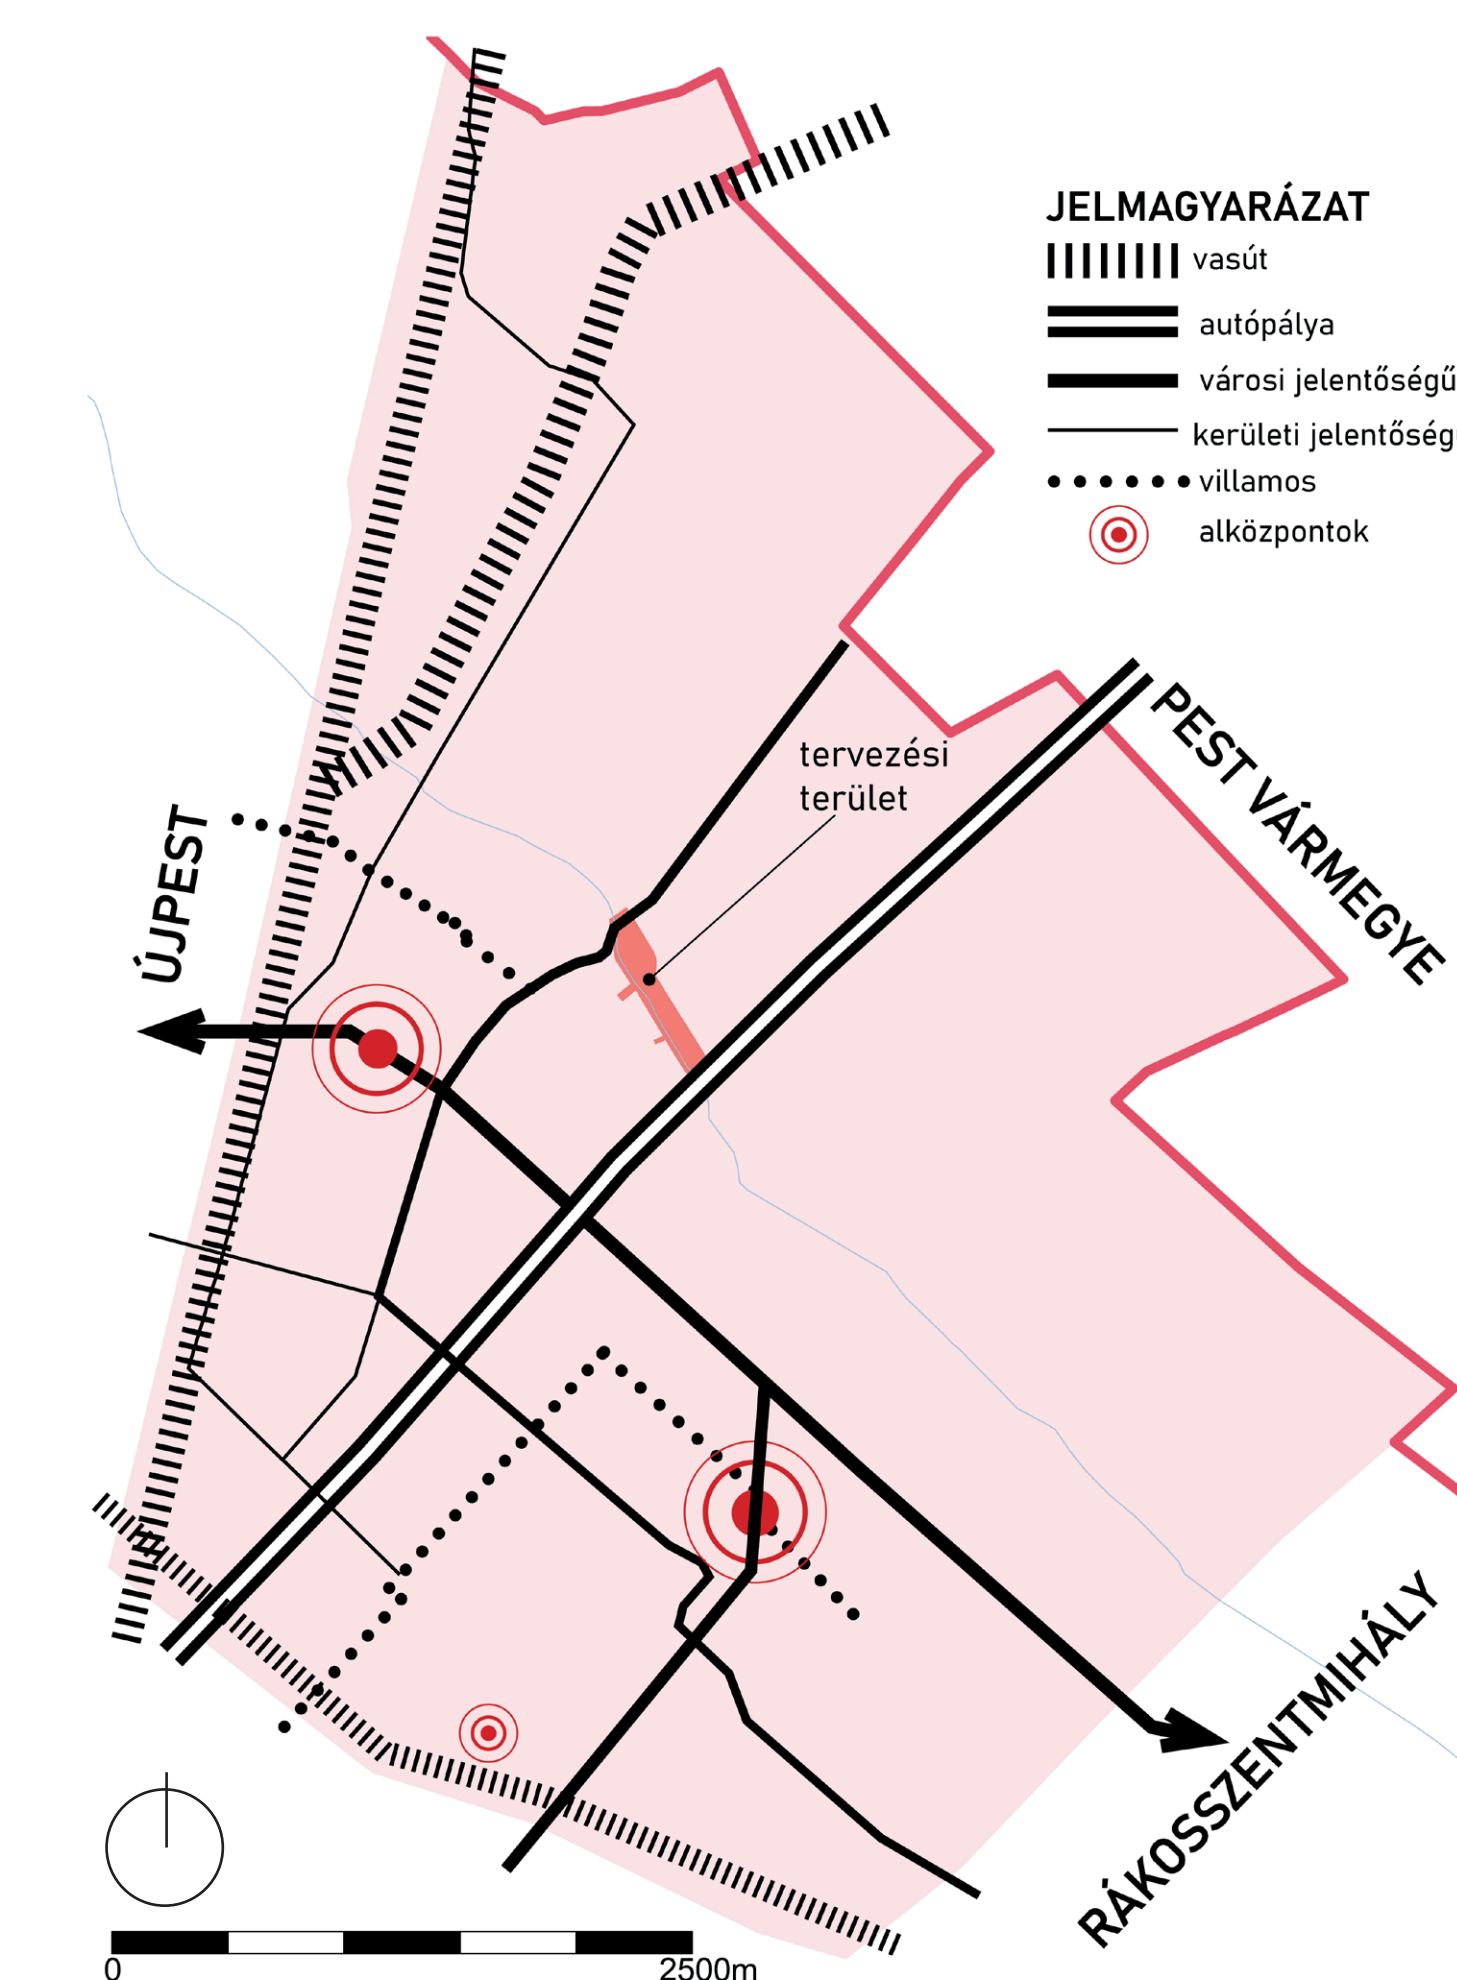 JELMAGYARÁZAT
vasút
autópálya
városi jelentőségű
kerületi jelentőség
villamos
alközpontok
PEST VÁRMEGYE
tervezési
terület
ÚJPEST
RÁKOSSZENTMIHÁLY
0 2500m